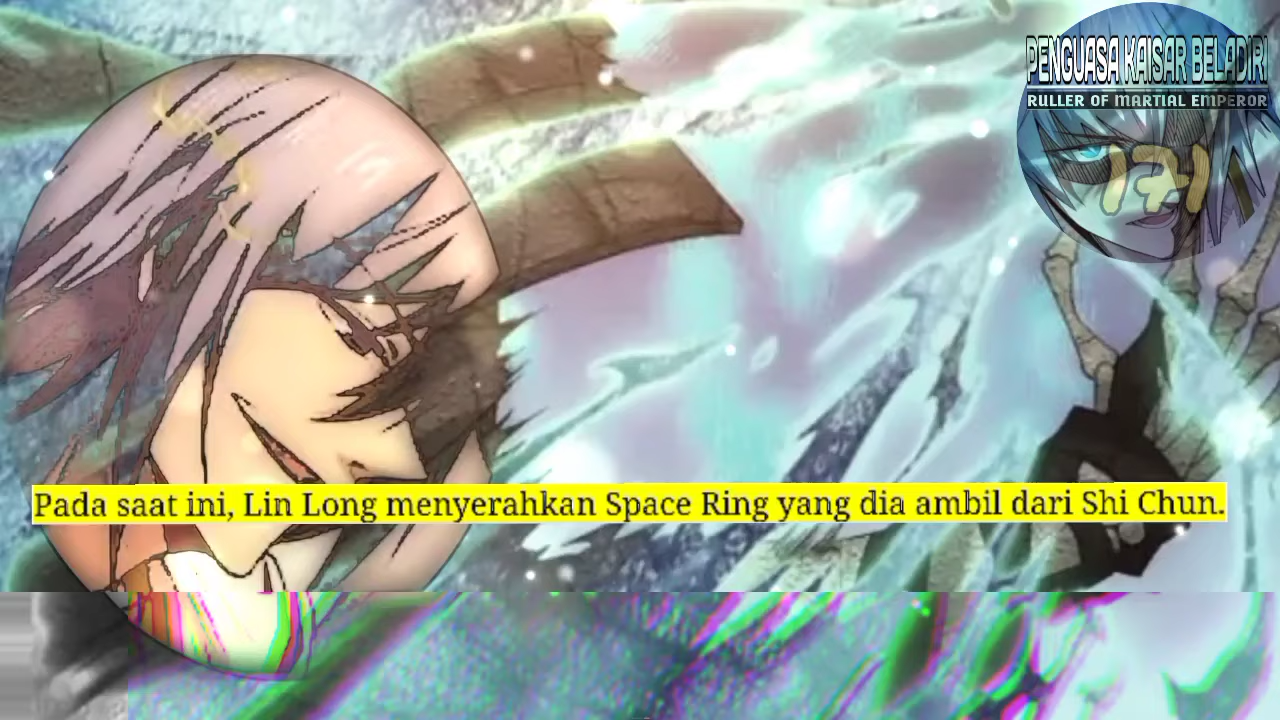 PENGUASA KAISAR BELADIRI
RULLER OF MARTIAL EMPEROR
Pada saat ini, Lin Long menyerahkan Space Ring yang dia ambil dari Shi Chun.